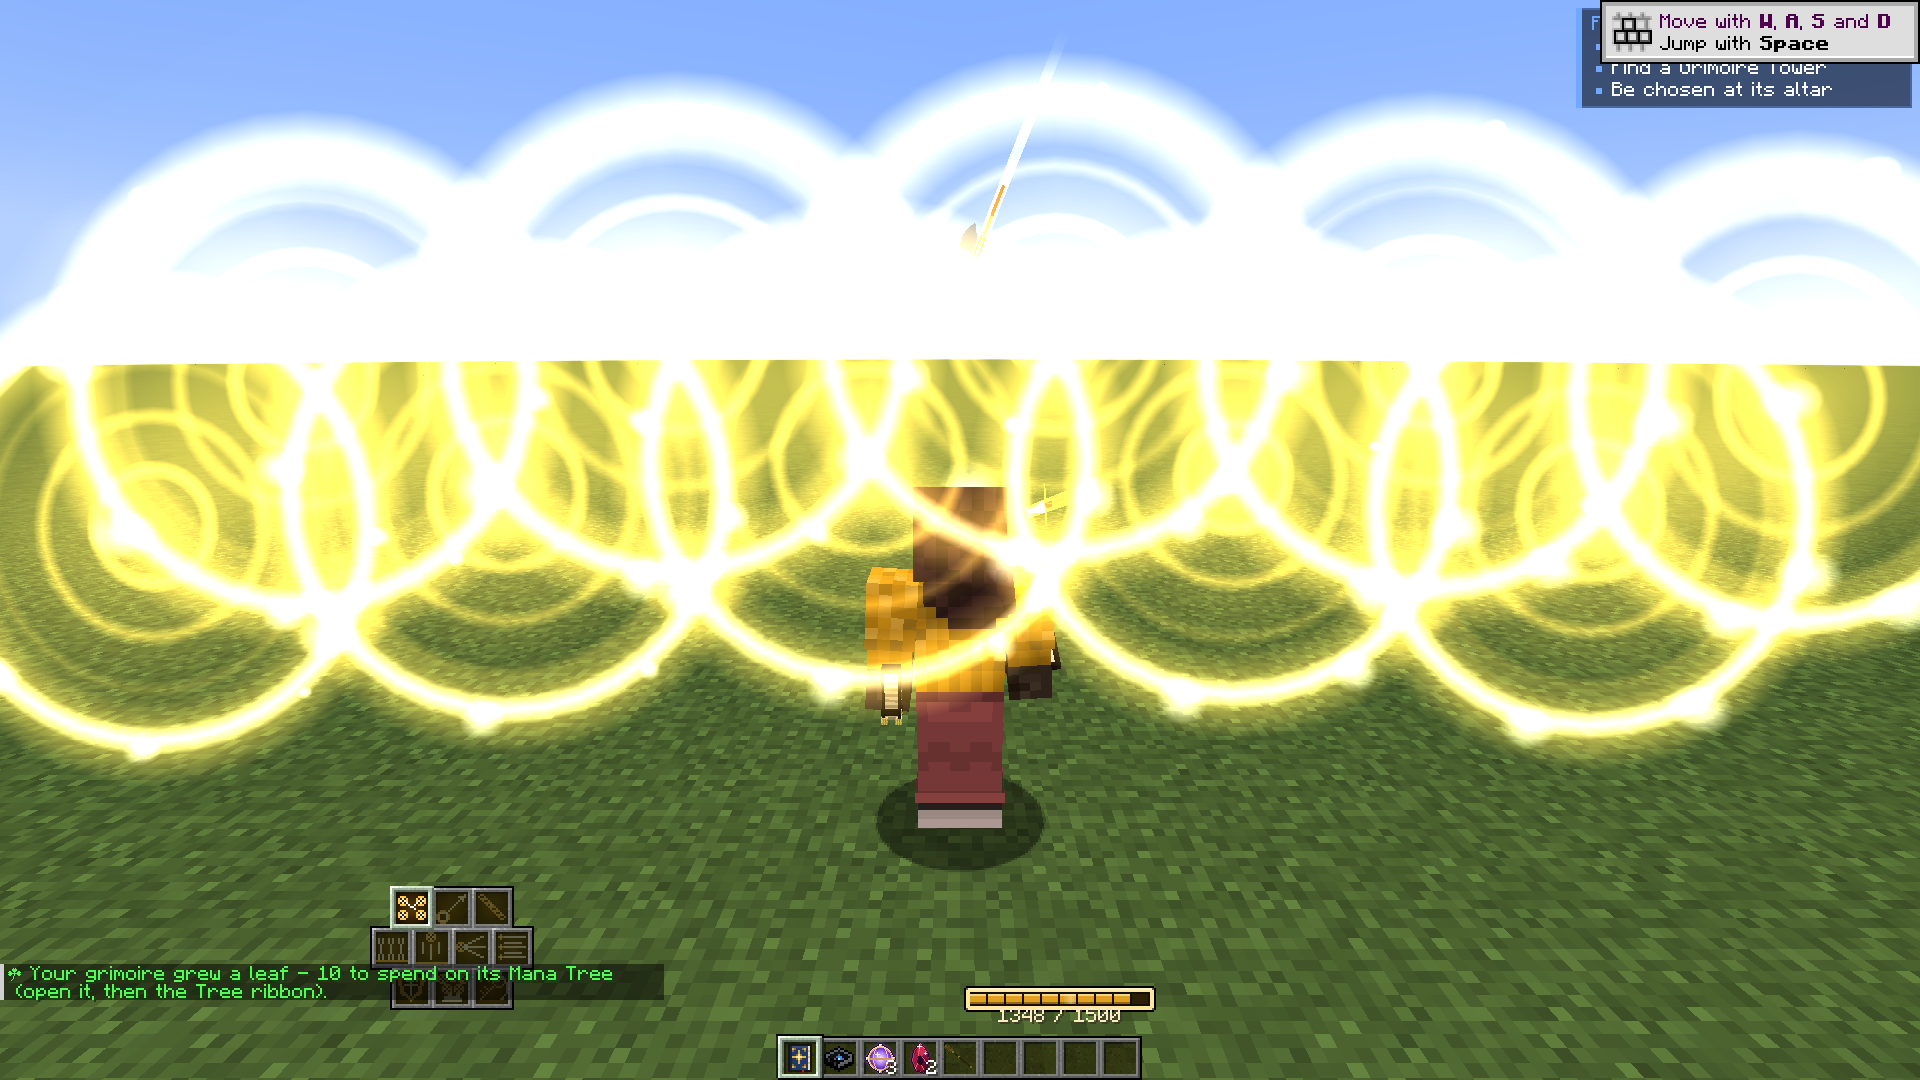 Move with W, A, S and D
Jump with Space
Find a Grimoire Tower
Be chosen at its altar
Your grimoire grew a leaf - 10 to spend on its Mana Tree
(open it, then the Tree ribbon).
1348 / 1500
3
2